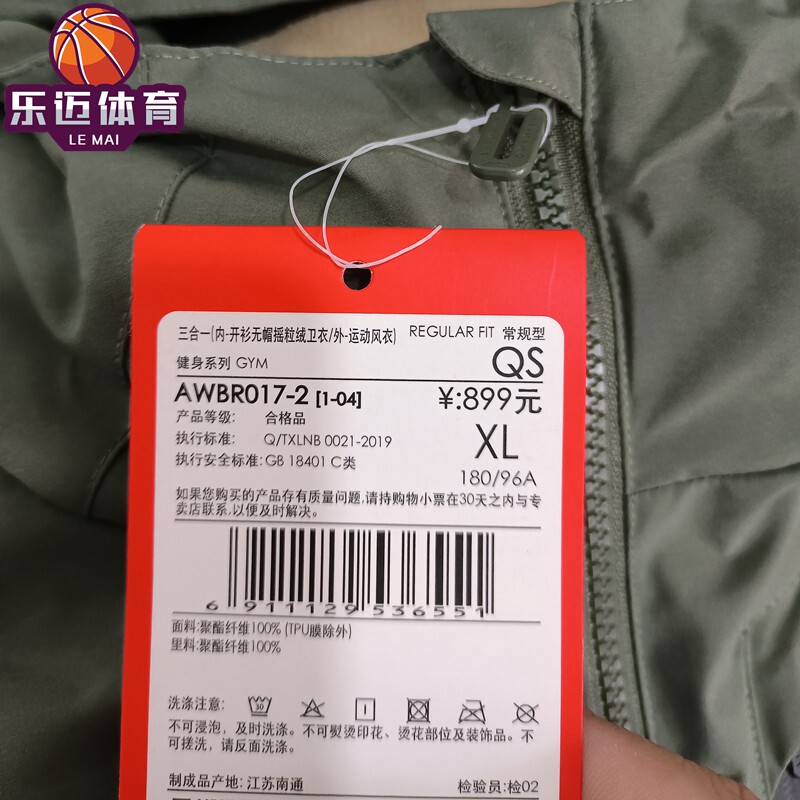 乐迈体育
LE MAI
三合一(内-开衫无帽摇粒绒卫衣/外-运动风衣) REGULAR FIT 常规型
健身系列 GYM QS
AWBR017-2 [1-04] ¥:899元
产品等级: 合格品
执行标准: Q/TXLNB 0021-2019 XL
执行安全标准:GB 18401 C类 180/96A
如果您购买的产品存有质量问题,请持购物小票在30天之内与专
卖店联系,以便及时解决。
6 911129 536551
面料:聚酯纤维100% (TPU膜除外)
里料:聚酯纤维100%
洗涤注意: 30
不可浸泡，及时洗涤。不可熨烫印花、烫花部位及装饰品。不
可搓洗，请反面洗涤。
制成品产地: 江苏南通 检验员:检02